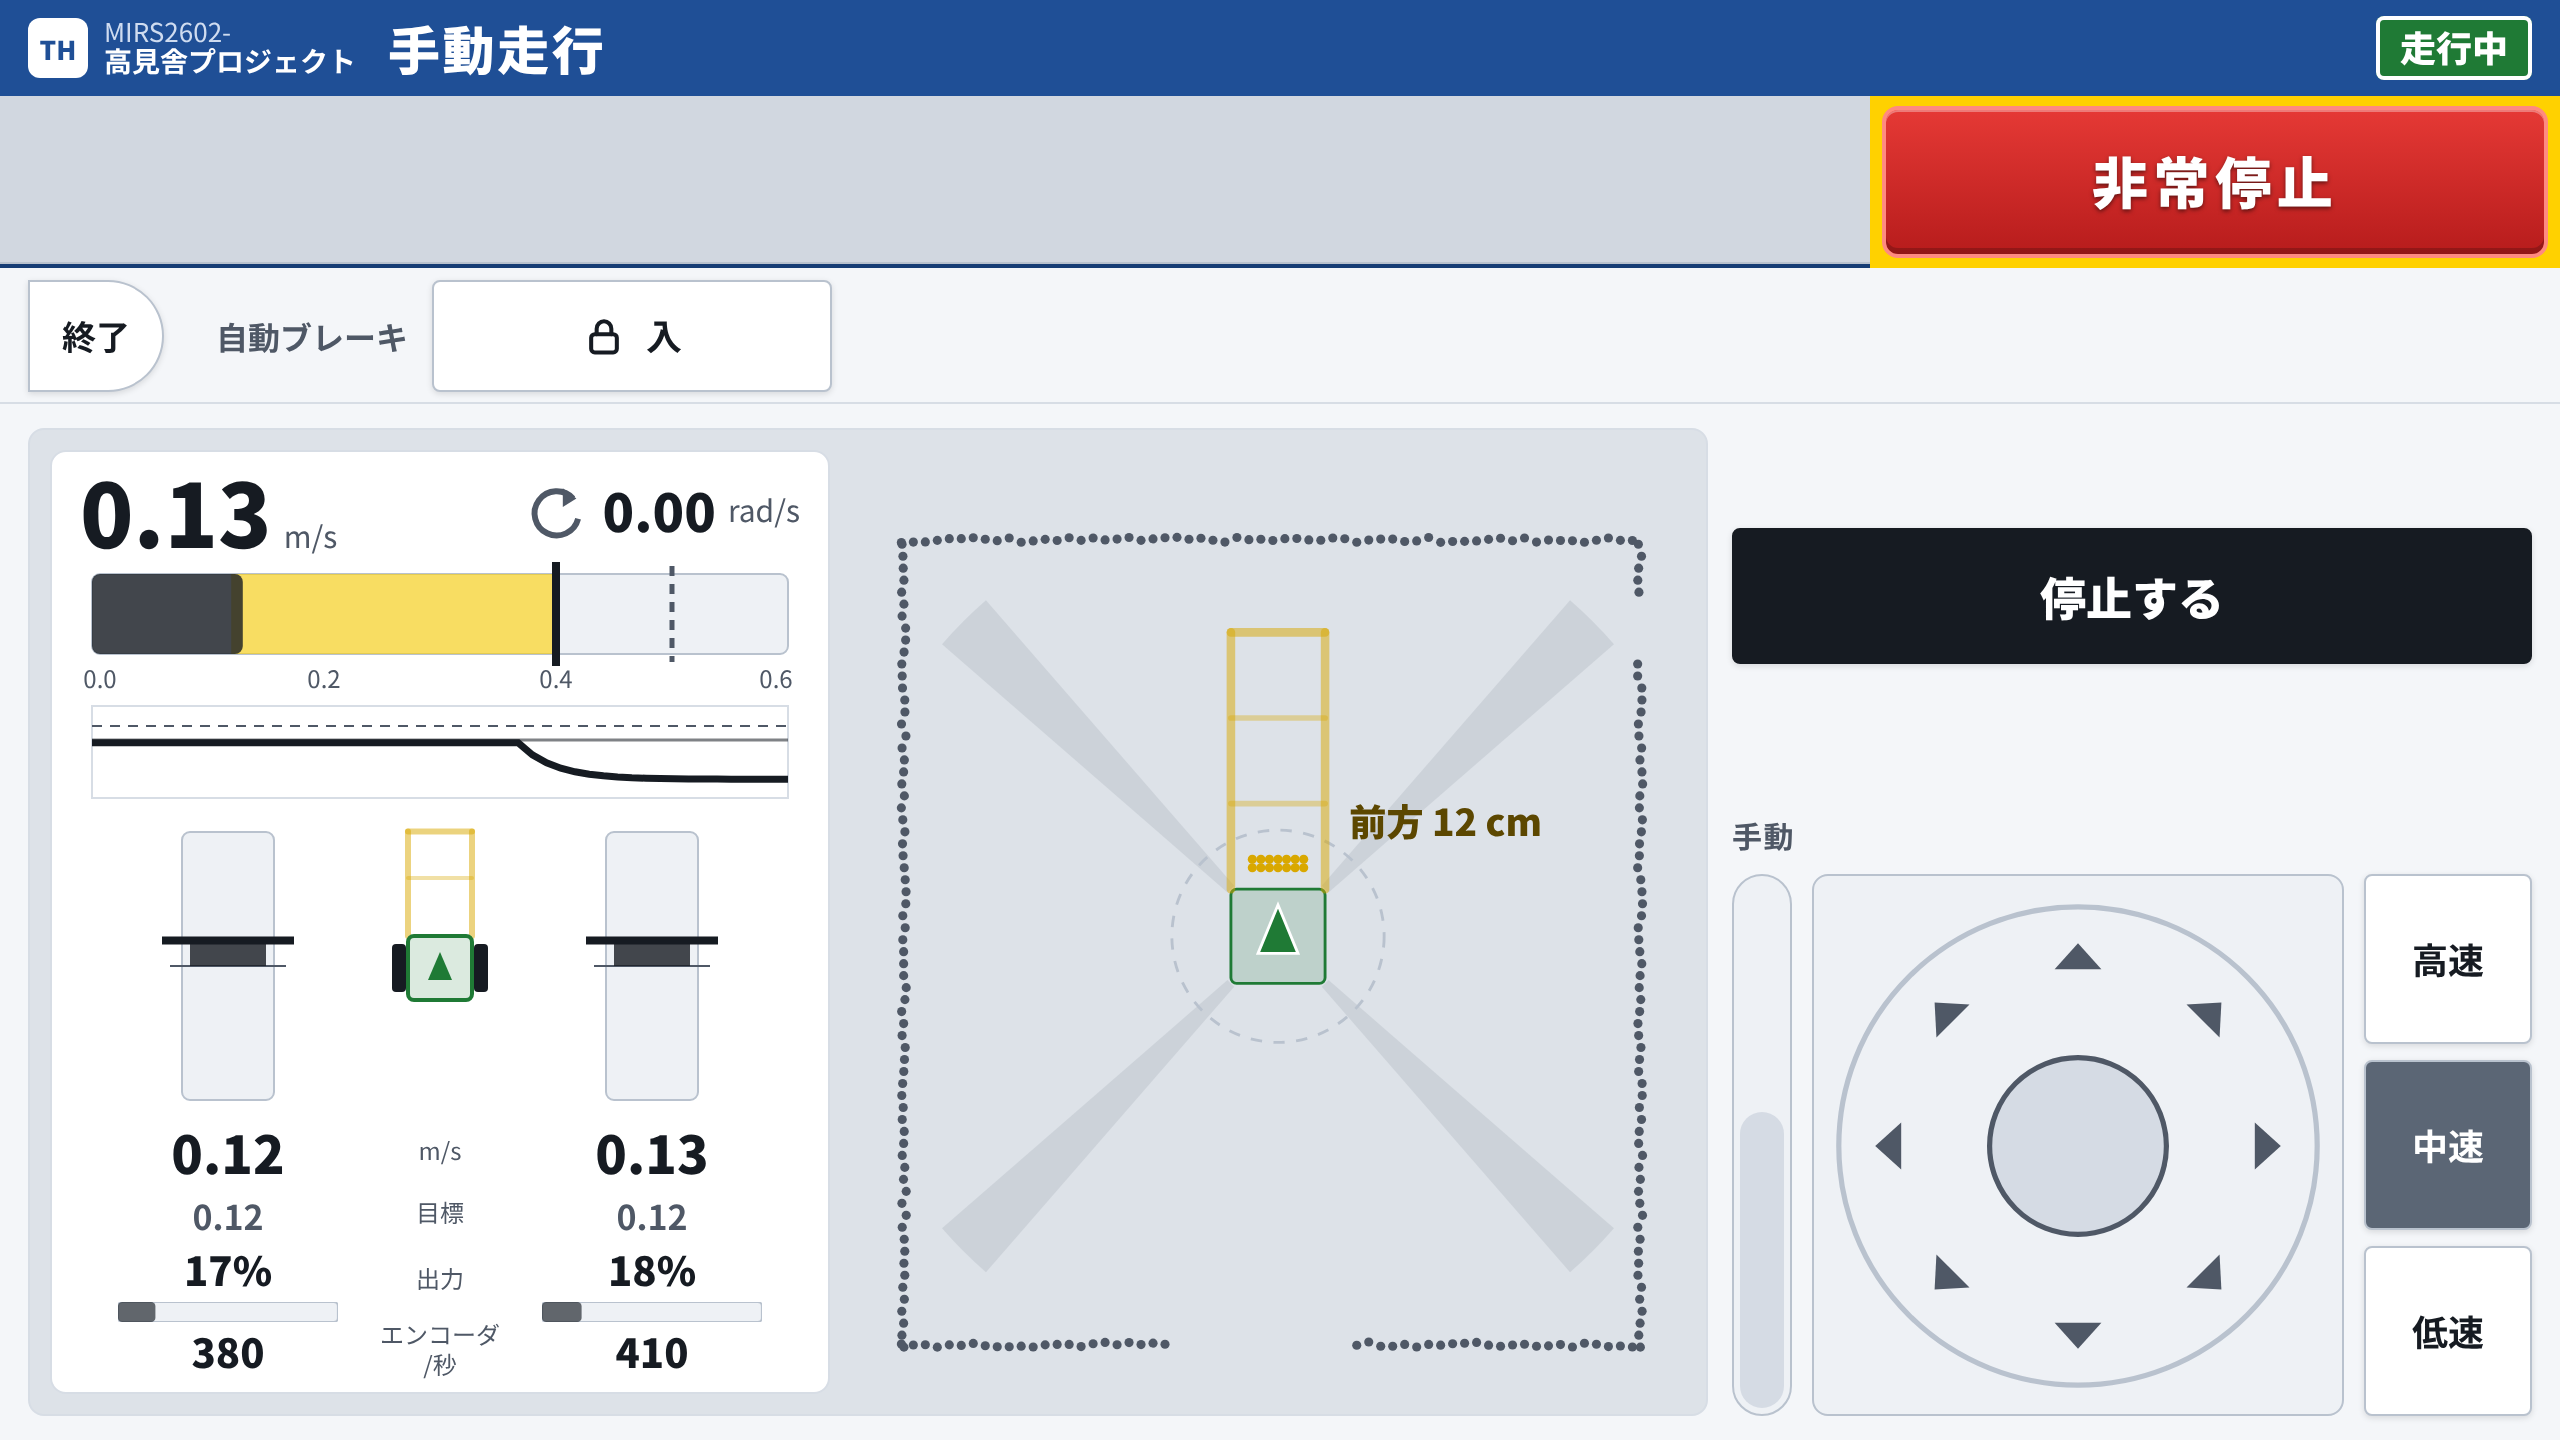 TH
MIRS2602-
高見舎プロジェクト
手動走行
走行中
非常停止
終了
自動ブレーキ
入
0.13 m/s
0.00 rad/s
0.0 0.2 0.4 0.6
0.12 m/s 0.13
0.12 目標 0.12
17% 出力 18%
380 エンコーダ 410
/秒
前方 12 cm
停止する
手動
高速
中速
低速